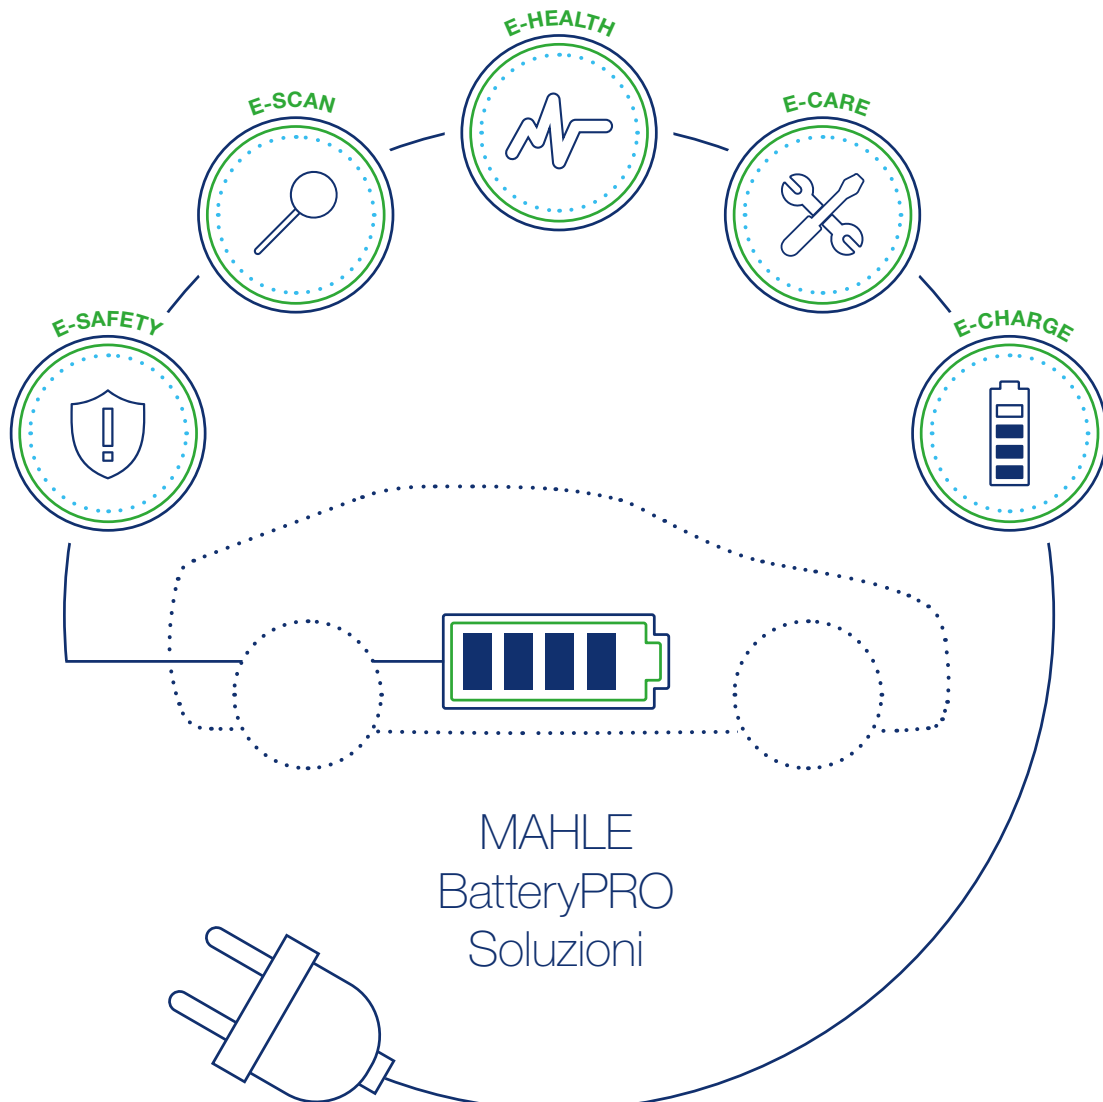 E-HEALTH
E-SCAN
E-CARE
E-SAFETY
E-CHARGE
MAHLE
BatteryPRO
Soluzioni